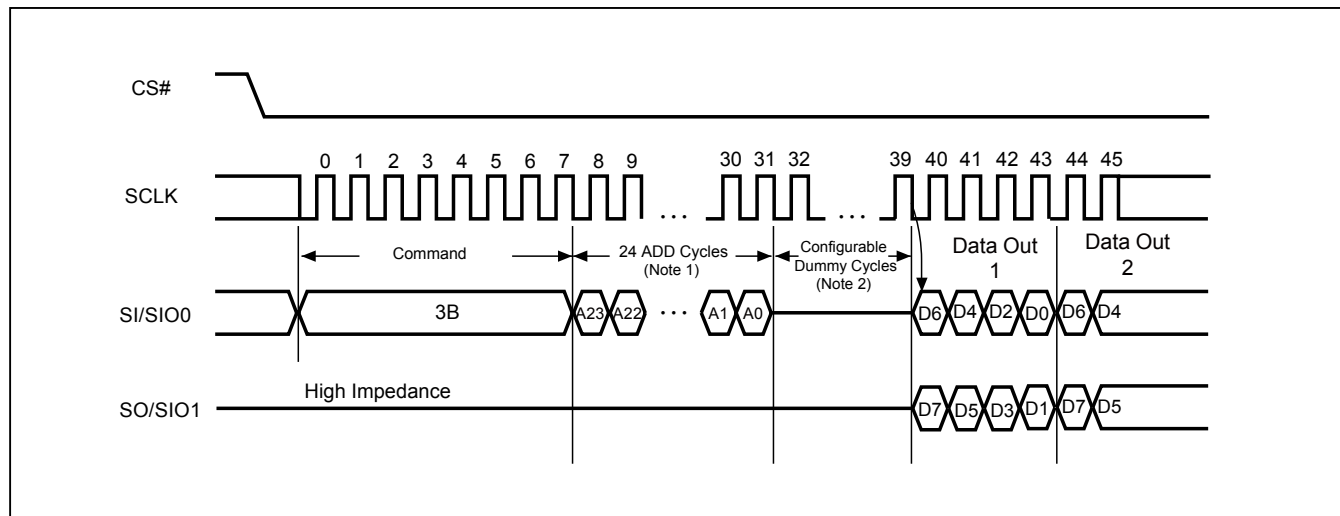 CS#
0 1 2 3 4 5 6 7 8 9 30 31 32 39 40 41 42 43 44 45
SCLK
... ...
Command
24 ADD Cycles
(Note 1)
Configurable
Dummy Cycles
(Note 2)
Data Out
1
Data Out
2
SI/SIO0
3B A23 A22 ... A1 A0 D6 D4 D2 D0 D6 D4
High Impedance
SO/SIO1
D7 D5 D3 D1 D7 D5